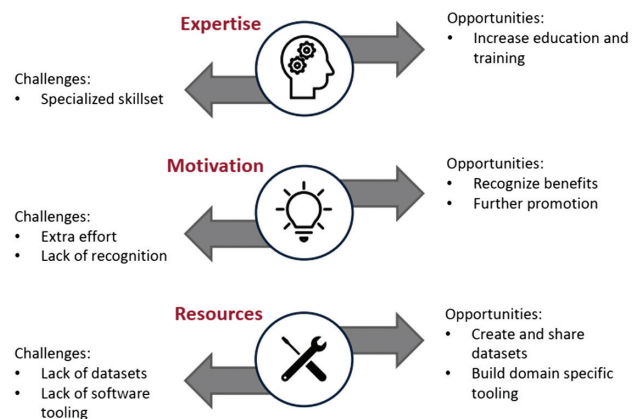 Expertise
Opportunities:
• Increase education and
training
Challenges:
• Specialized skillset
Motivation
Opportunities:
• Recognize benefits
• Further promotion
Challenges:
• Extra effort
• Lack of recognition
Resources
Opportunities:
• Create and share
datasets
• Build domain specific
tooling
Challenges:
• Lack of datasets
• Lack of software
tooling